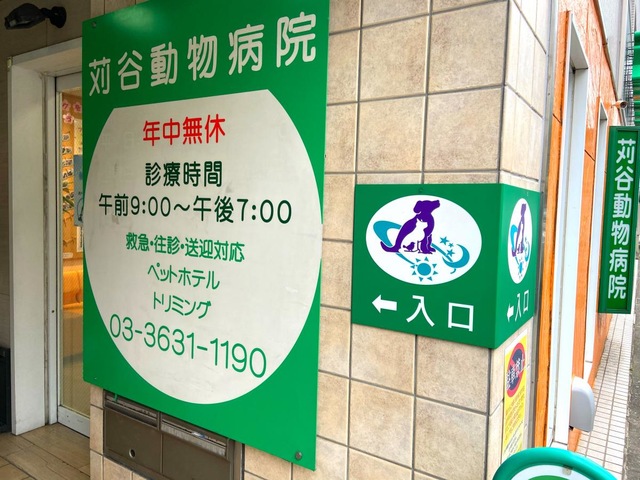 苅谷動物病院
年中無休
診療時間
午前9:00〜午後7:00
救急・往診・送迎対応
ペットホテル
トリミング
03-3631-1190
←入口
←入口
苅谷動物病院